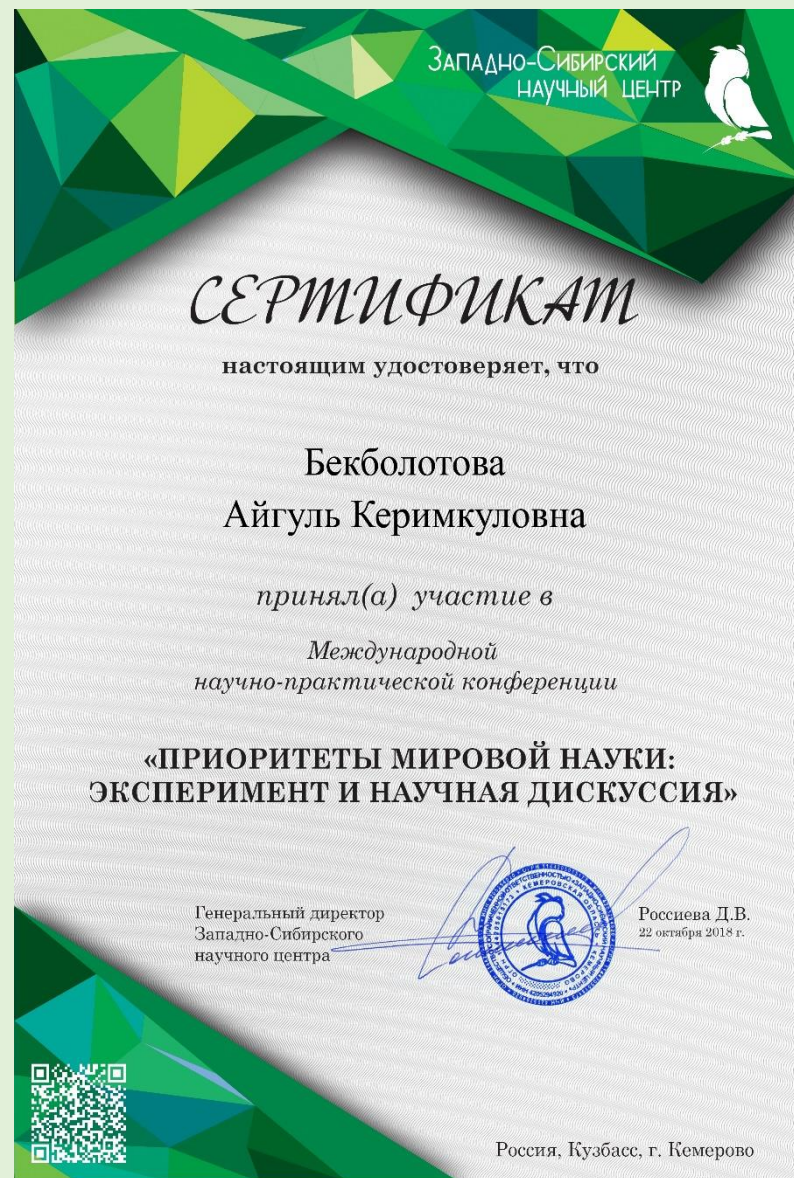 Западно-Сибирский
научный центр
СЕРТИФИКАТ
настоящим удостоверяет, что
Бекболотова
Айгуль Керимкуловна
принял(а) участие в
Международной
научно-практической конференции
«ПРИОРИТЕТЫ МИРОВОЙ НАУКИ:
ЭКСПЕРИМЕНТ И НАУЧНАЯ ДИСКУССИЯ»
Генеральный директор
Западно-Сибирского
научного центра
Россиева Д.В.
22 октября 2018 г.
Россия, Кузбасс, г. Кемерово